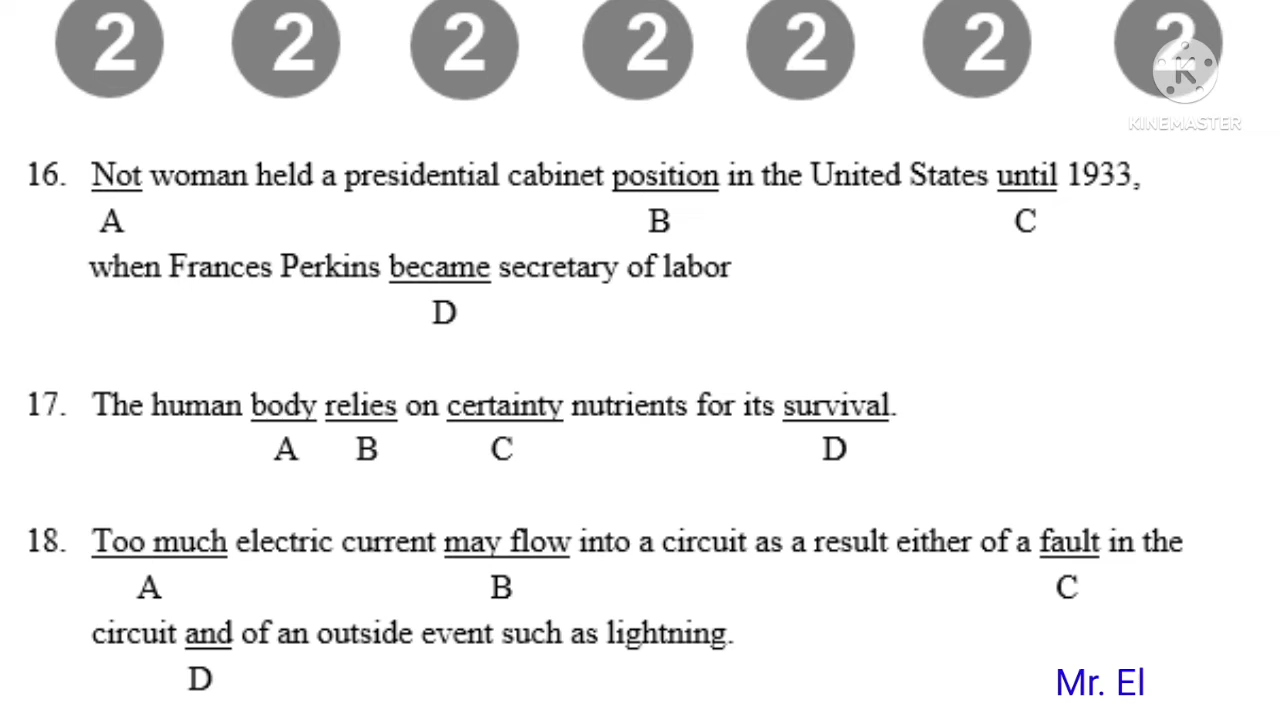 2 2 2 2 2 2 2
K
KINEMASTER
16. Not woman held a presidential cabinet position in the United States until 1933,
A B C
when Frances Perkins became secretary of labor
D
17. The human body relies on certainty nutrients for its survival.
A B C D
18. Too much electric current may flow into a circuit as a result either of a fault in the
A B C
circuit and of an outside event such as lightning.
D
Mr. El